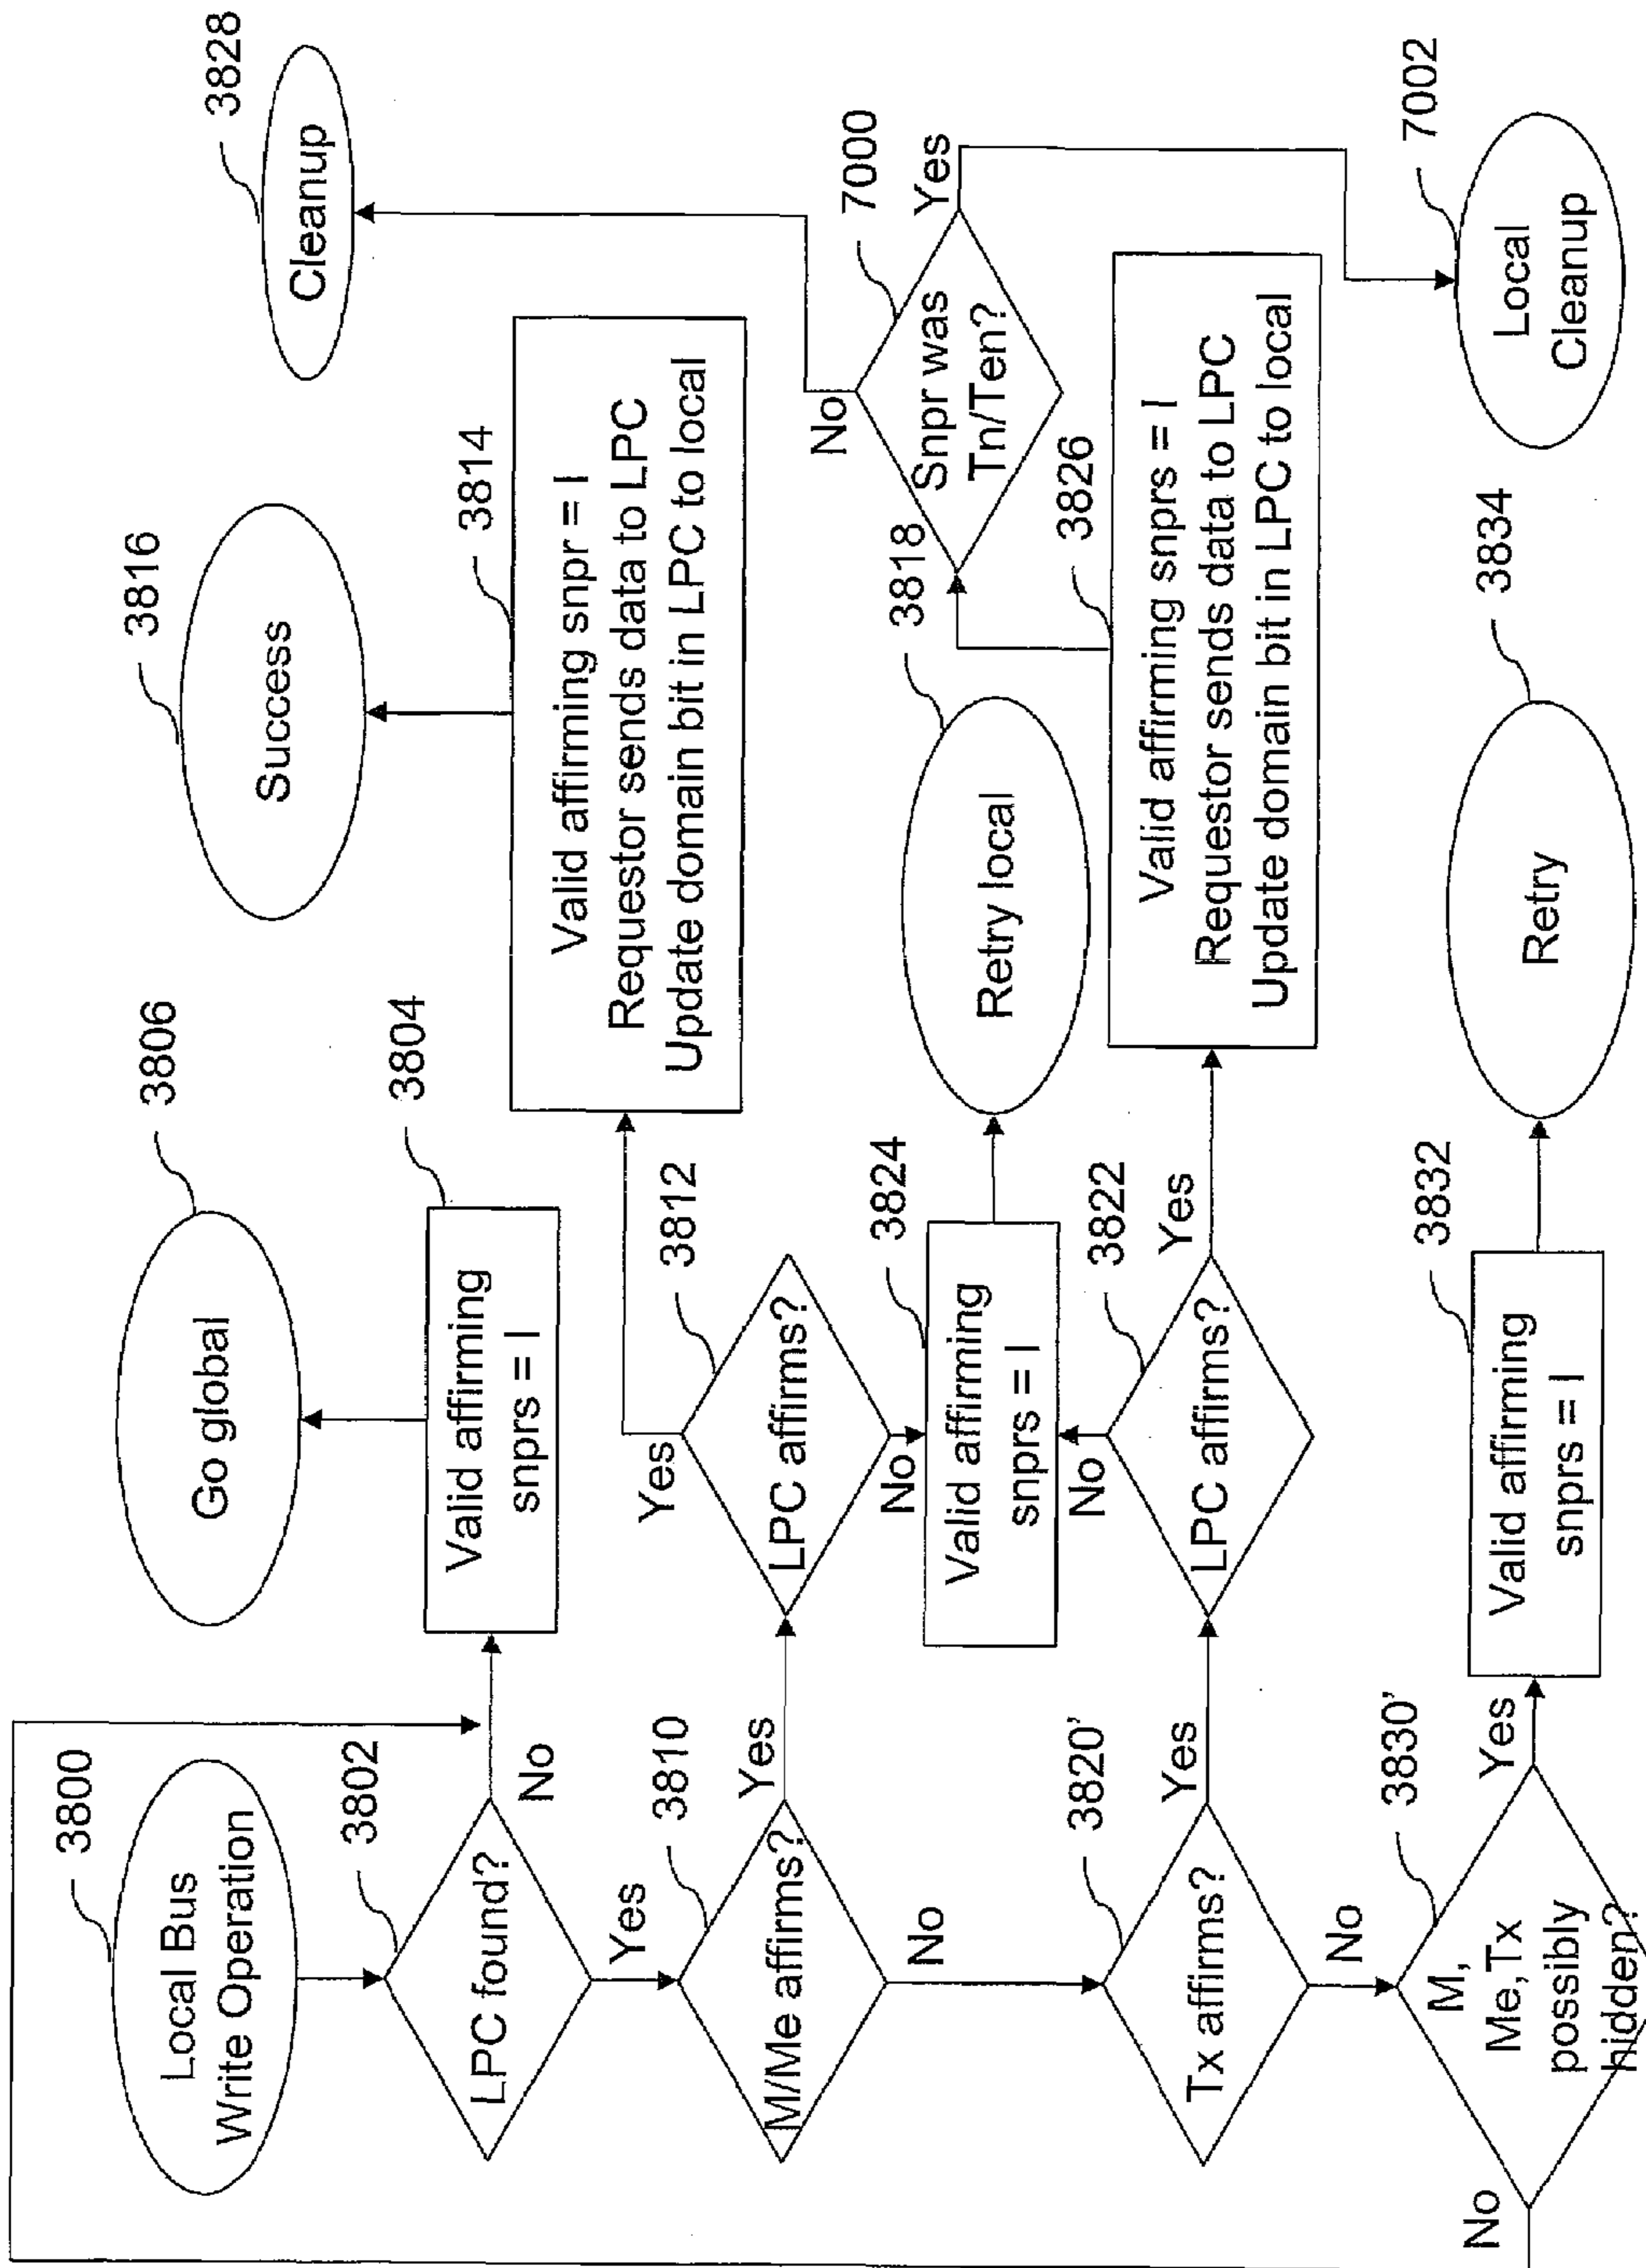 3800
Local Bus
Write Operation
3802
LPC found?
No
Yes
3804
Valid affirming
snprs = I
3806
Go global
3810
M/Me affirms?
Yes
No
3812
LPC affirms?
Yes
No
3814
Valid affirming snpr = I
Requestor sends data to LPC
Update domain bit in LPC to local
3816
Success
3820'
Tx affirms?
Yes
No
3822
LPC affirms?
Yes
No
3824
Valid affirming
snprs = I
3818
Retry local
3826
Valid affirming snprs = I
Requestor sends data to LPC
Update domain bit in LPC to local
7000
Snpr was
Tn/Ten?
No
Yes
3828
Cleanup
7002
Local
Cleanup
3830'
M,
Me,Tx
possibly
hidden?
Yes
No
3832
Valid affirming
snprs = I
3834
Retry